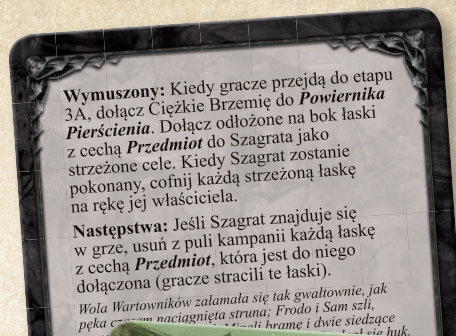 Wymuszony: Kiedy gracze przejdą do etapu
3A, dołącz Ciężkie Brzemię do Powiernika
Pierścienia. Dołącz odłożone na bok łaski
z cechą Przedmiot do Szagrata jako
strzeżone cele. Kiedy Szagrat zostanie
pokonany, cofnij każdą strzeżoną łaskę
na rękę jej właściciela.
Następstwa: Jeśli Szagrat znajduje się
w grze, usuń z puli kampanii każdą łaskę
z cechą Przedmiot, która jest do niego
dołączona (gracze stracili te łaski).
Wola Wartowników załamała się tak gwałtownie, jak
pęka czasem naciągnięta struna; Frodo i Sam szli,
bramę i dwie siedzące
się huk.